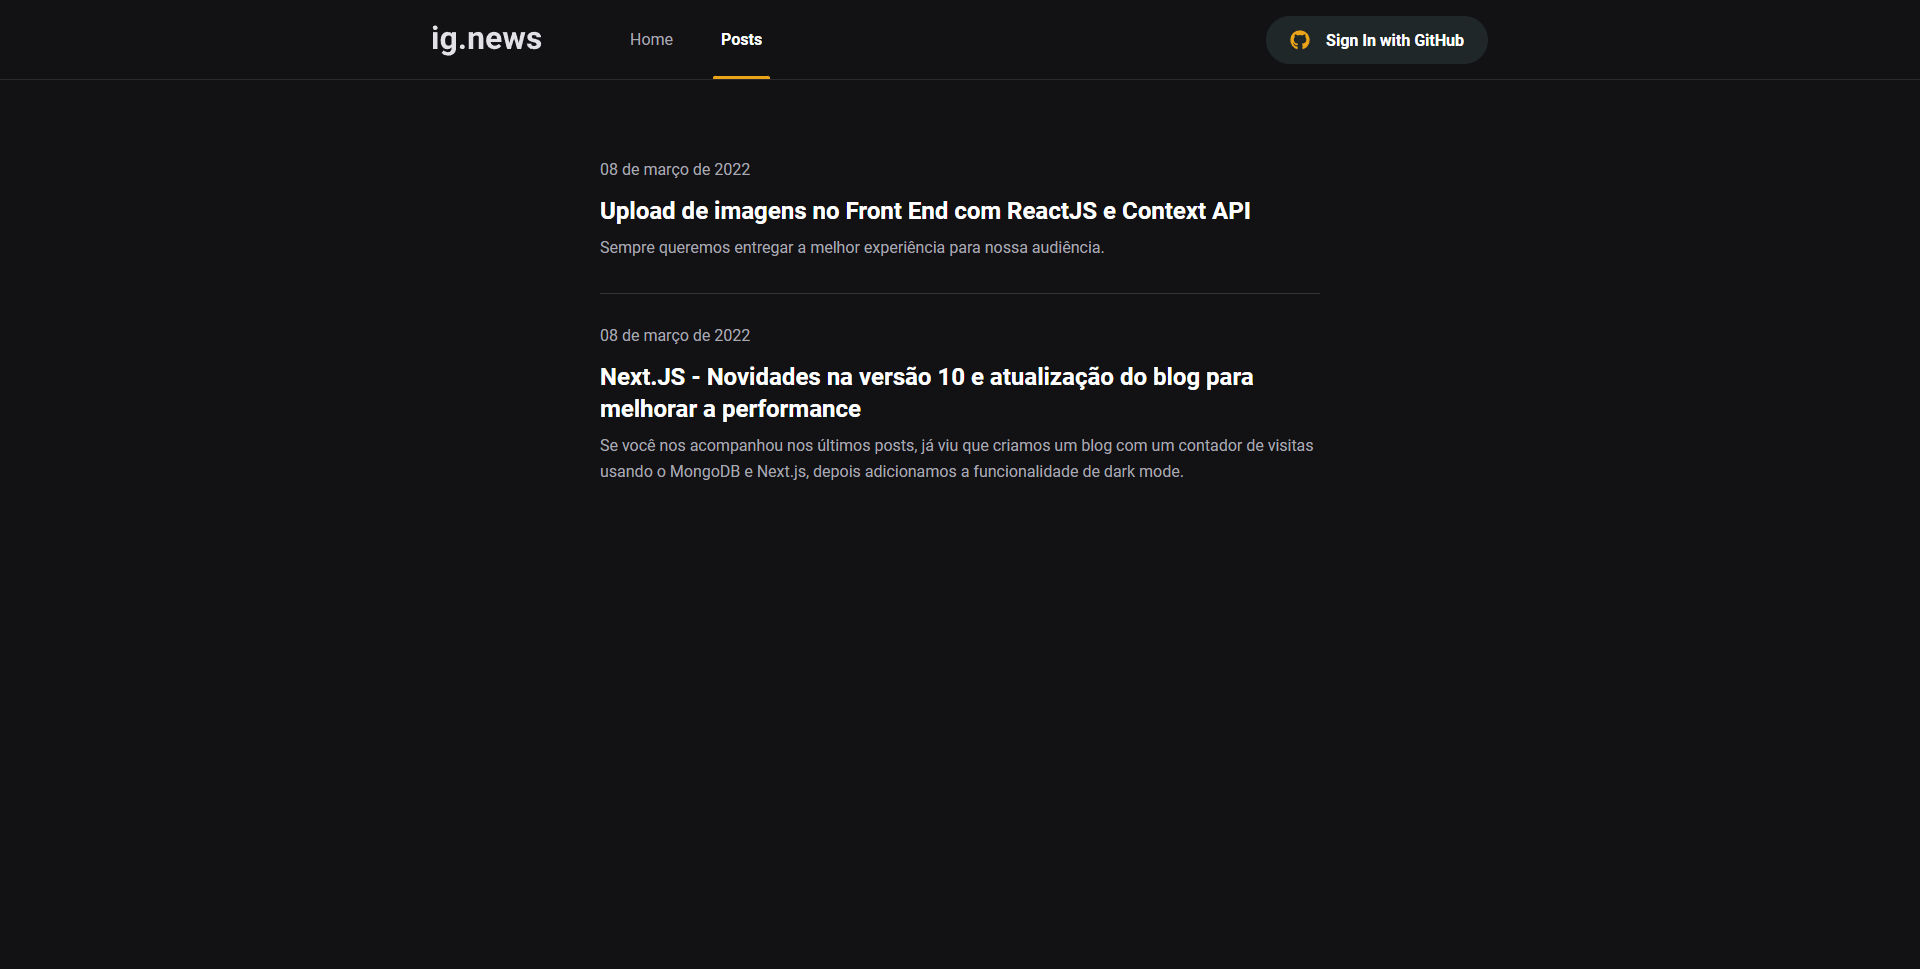 ig.news
Home
Posts
Sign In with GitHub
08 de março de 2022
Upload de imagens no Front End com ReactJS e Context API
Sempre queremos entregar a melhor experiência para nossa audiência.
08 de março de 2022
Next.JS - Novidades na versão 10 e atualização do blog para
melhorar a performance
Se você nos acompanhou nos últimos posts, já viu que criamos um blog com um contador de visitas
usando o MongoDB e Next.js, depois adicionamos a funcionalidade de dark mode.